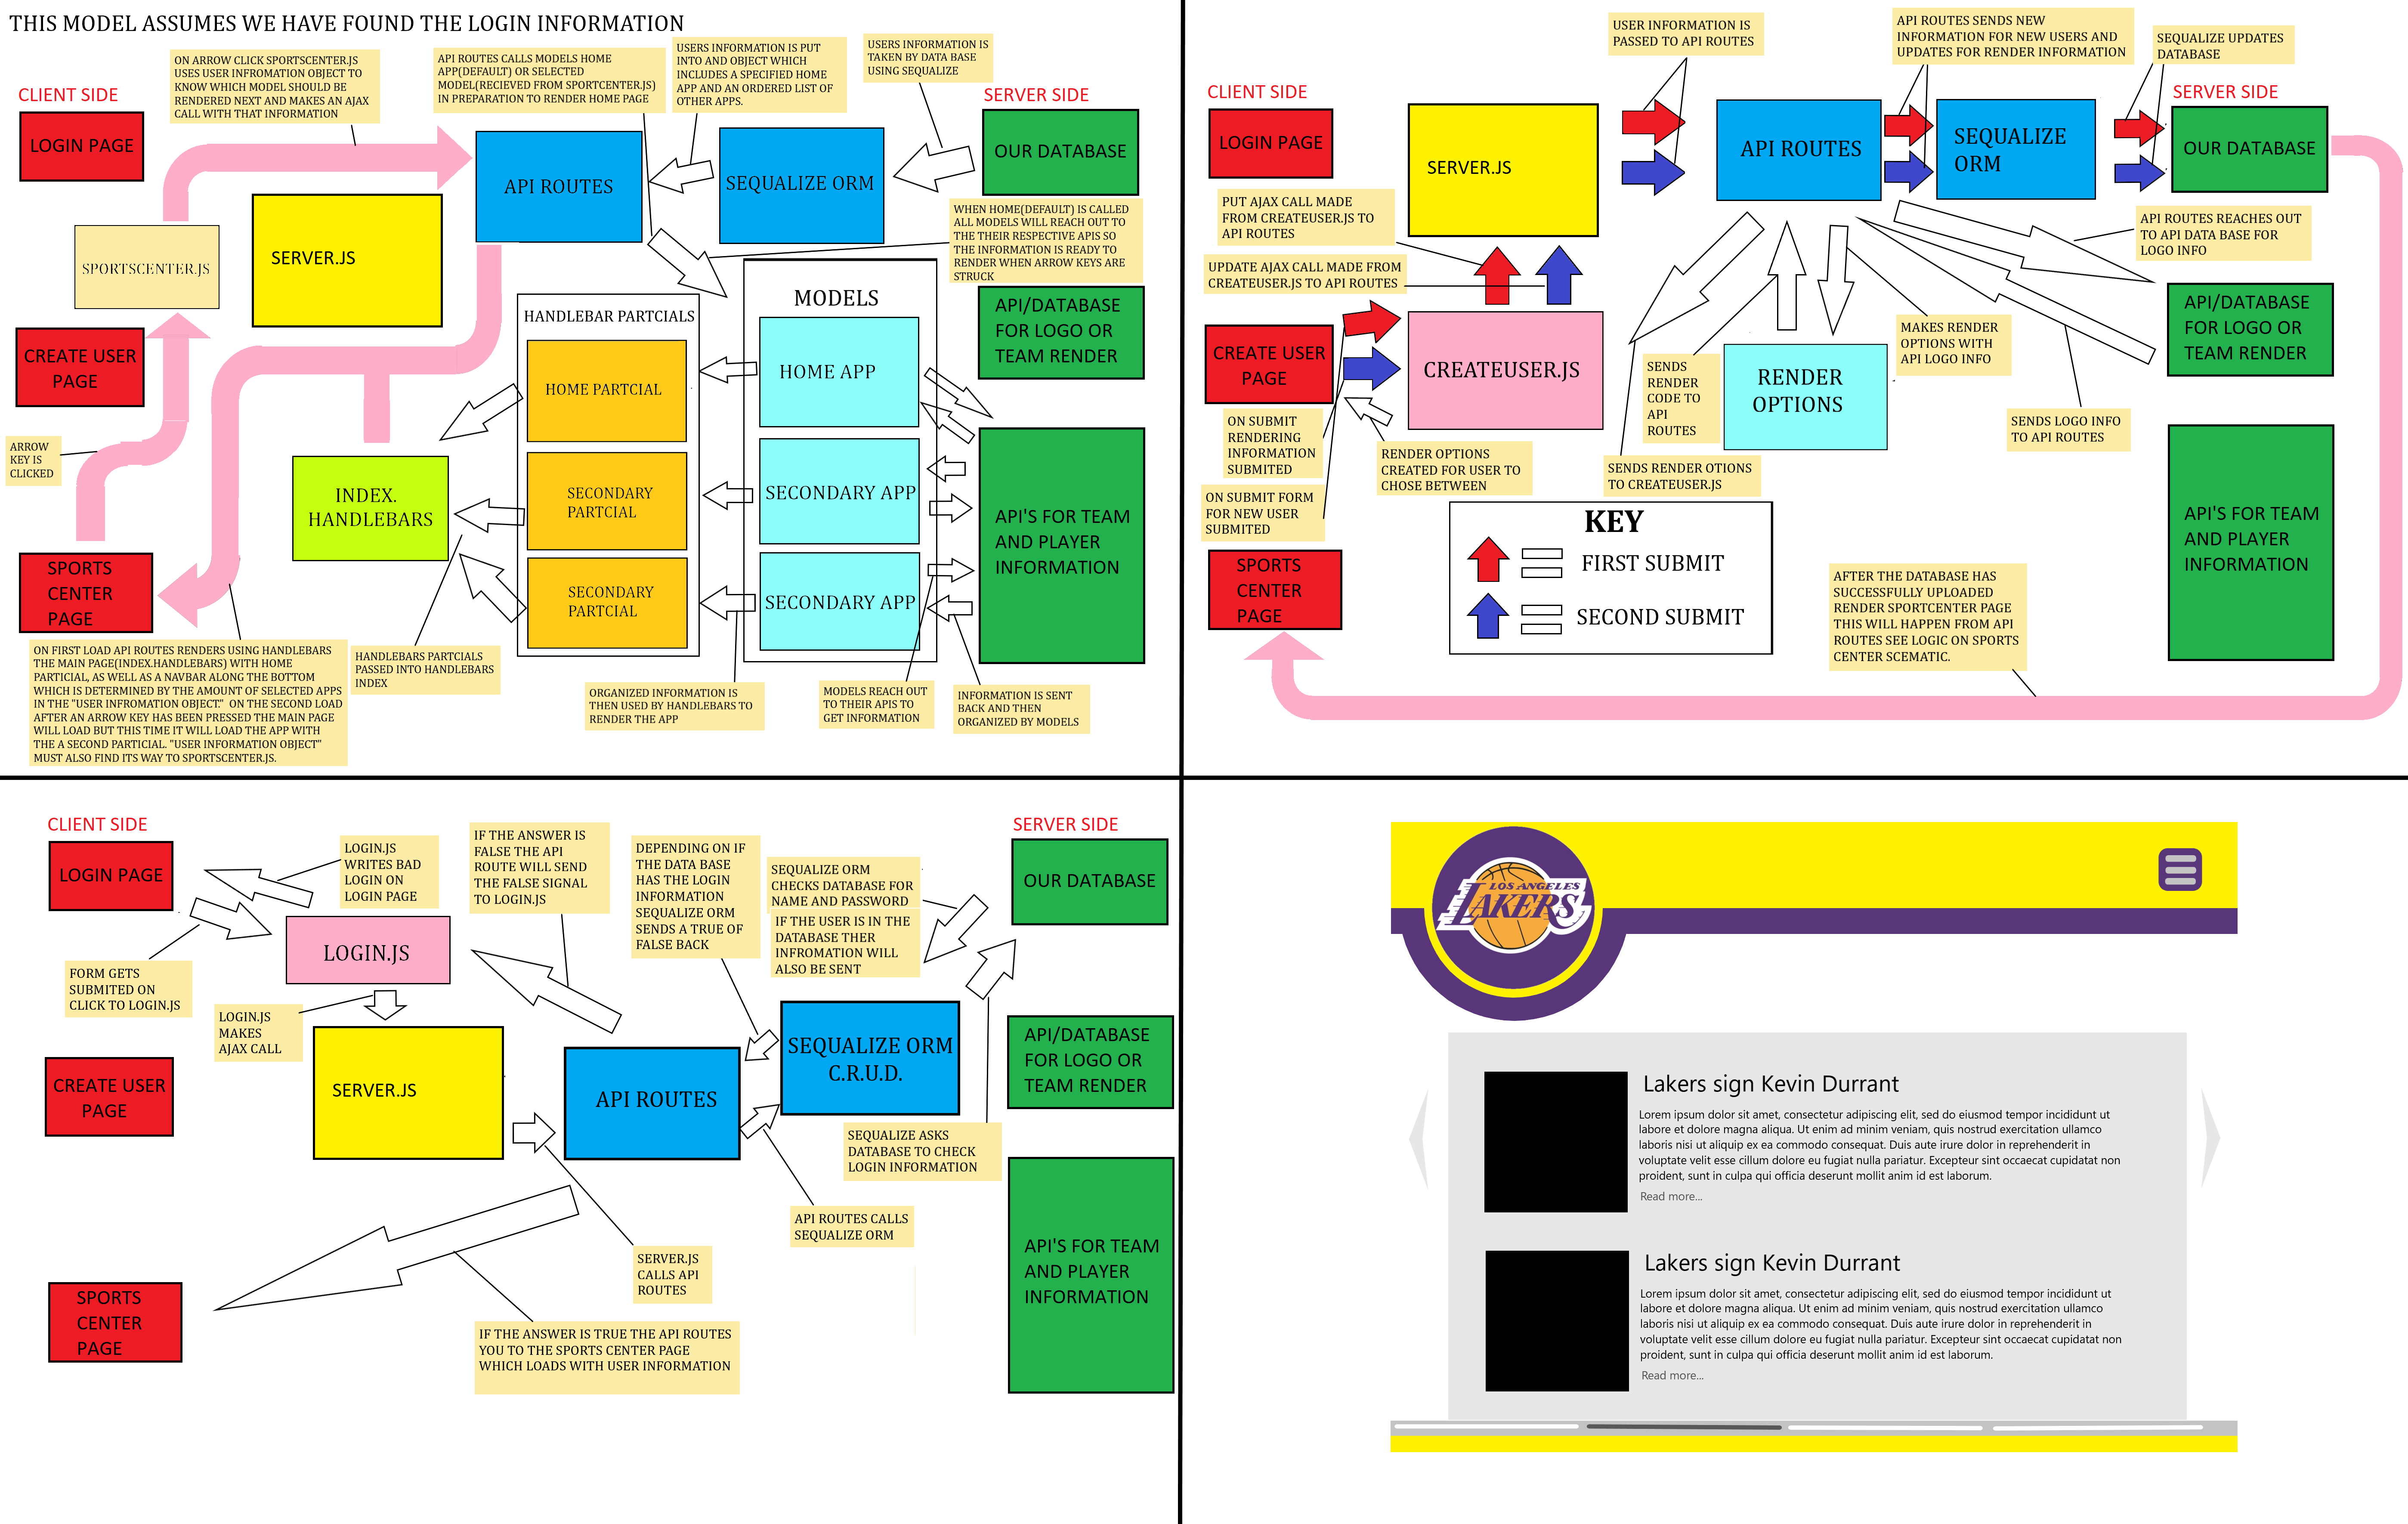 THIS MODEL ASSUMES WE HAVE FOUND THE LOGIN INFORMATION
ON ARROW CLICK SPORTSCENTER.JS
USES USER INFROMATION OBJECT TO
KNOW WHICH MODEL SHOULD BE
RENDERED NEXT AND MAKES AN AJAX
CALL WITH THAT INFORMATION
API ROUTES CALLS MODELS HOME
APP(DEFAULT) OR SELECTED
MODEL(RECIEVED FROM SPORTCENTER.JS)
IN PREPARATION TO RENDER HOME PAGE
USERS INFORMATION IS PUT
INTO AND OBJECT WHICH
INCLUDES A SPECIFIED HOME
APP AND AN ORDERED LIST OF
OTHER APPS.
USERS INFORMATION IS
TAKEN BY DATA BASE
USING SEQUALIZE
CLIENT SIDE
SERVER SIDE
LOGIN PAGE
API ROUTES
SEQUALIZE ORM
OUR DATABASE
SPORTSCENTER.JS
SERVER.JS
WHEN HOME(DEFAULT) IS CALLED
ALL MODELS WILL REACH OUT TO
THE THEIR RESPECTIVE APIS SO
THE INFORMATION IS READY TO
RENDER WHEN ARROW KEYS ARE
STRUCK
MODELS
HANDLEBAR PARTCIALS
API/DATABASE
FOR LOGO OR
TEAM RENDER
CREATE USER
PAGE
HOME PARTCIAL
HOME APP
ARROW
KEY IS
CLICKED
INDEX.
HANDLEBARS
SECONDARY
PARTCIAL
SECONDARY APP
API'S FOR TEAM
AND PLAYER
INFORMATION
SPORTS
CENTER
PAGE
SECONDARY
PARTCIAL
SECONDARY APP
ON FIRST LOAD API ROUTES RENDERS USING HANDLEBARS
THE MAIN PAGE(INDEX.HANDLEBARS) WITH HOME
PARTICIAL, AS WELL AS A NAVBAR ALONG THE BOTTOM
WHICH IS DETERMINED BY THE AMOUNT OF SELECTED APPS
IN THE "USER INFROMATION OBJECT." ON THE SECOND LOAD
AFTER AN ARROW KEY HAS BEEN PRESSED THE MAIN PAGE
WILL LOAD BUT THIS TIME IT WILL LOAD THE APP WITH
THE A SECOND PARTICIAL. "USER INFORMATION OBJECT"
MUST ALSO FIND ITS WAY TO SPORTSCENTER.JS.
HANDLEBARS PARTCIALS
PASSED INTO HANDLEBARS
INDEX
ORGANIZED INFORMATION IS
THEN USED BY HANDLEBARS TO
RENDER THE APP
MODELS REACH OUT
TO THEIR APIS TO
GET INFORMATION
INFORMATION IS SENT
BACK AND THEN
ORGANIZED BY MODELS
USER INFORMATION IS
PASSED TO API ROUTES
API ROUTES SENDS NEW
INFORMATION FOR NEW USERS AND
UPDATES FOR RENDER INFORMATION
SEQUALIZE UPDATES
DATABASE
CLIENT SIDE
SERVER SIDE
LOGIN PAGE
SERVER.JS
API ROUTES
SEQUALIZE
ORM
OUR DATABASE
PUT AJAX CALL MADE
FROM CREATEUSER.JS TO
API ROUTES
API ROUTES REACHES OUT
TO API DATA BASE FOR
LOGO INFO
UPDATE AJAX CALL MADE FROM
CREATEUSER.JS TO API ROUTES
API/DATABASE
FOR LOGO OR
TEAM RENDER
CREATE USER
PAGE
CREATEUSER.JS
MAKES RENDER
OPTIONS WITH
API LOGO INFO
SENDS
RENDER
CODE TO
API
ROUTES
RENDER
OPTIONS
ON SUBMIT
RENDERING
INFORMATION
SUBMITED
SENDS LOGO INFO
TO API ROUTES
RENDER OPTIONS
CREATED FOR USER TO
CHOSE BETWEEN
SENDS RENDER OTIONS
TO CREATEUSER.JS
ON SUBMIT FORM
FOR NEW USER
SUBMITED
API'S FOR TEAM
AND PLAYER
INFORMATION
KEY
FIRST SUBMIT
SECOND SUBMIT
SPORTS
CENTER
PAGE
AFTER THE DATABASE HAS
SUCCESSFULLY UPLOADED
RENDER SPORTCENTER PAGE
THIS WILL HAPPEN FROM API
ROUTES SEE LOGIC ON SPORTS
CENTER SCEMATIC.
CLIENT SIDE
SERVER SIDE
LOGIN PAGE
LOGIN.JS
WRITES BAD
LOGIN ON
LOGIN PAGE
IF THE ANSWER IS
FALSE THE API
ROUTE WILL SEND
THE FALSE SIGNAL
TO LOGIN.JS
DEPENDING ON IF
THE DATA BASE
HAS THE LOGIN
INFORMATION
SEQUALIZE ORM
SENDS A TRUE OF
FALSE BACK
SEQUALIZE ORM
CHECKS DATABASE FOR
NAME AND PASSWORD
IF THE USER IS IN THE
DATABASE THER
INFROMATION WILL
ALSO BE SENT
OUR DATABASE
LOGIN.JS
FORM GETS
SUBMITED ON
CLICK TO LOGIN.JS
LOGIN.JS
MAKES
AJAX CALL
SERVER.JS
API ROUTES
SEQUALIZE ORM
C.R.U.D.
API/DATABASE
FOR LOGO OR
TEAM RENDER
CREATE USER
PAGE
SEQUALIZE ASKS
DATABASE TO CHECK
LOGIN INFORMATION
API ROUTES CALLS
SEQUALIZE ORM
SERVER.JS
CALLS API
ROUTES
API'S FOR TEAM
AND PLAYER
INFORMATION
SPORTS
CENTER
PAGE
IF THE ANSWER IS TRUE THE API ROUTES
YOU TO THE SPORTS CENTER PAGE
WHICH LOADS WITH USER INFORMATION
LOS ANGELES
LAKERS
Lakers sign Kevin Durrant
Lorem ipsum dolor sit amet, consectetur adipiscing elit, sed do eiusmod tempor incididunt ut
labore et dolore magna aliqua. Ut enim ad minim veniam, quis nostrud exercitation ullamco
laboris nisi ut aliquip ex ea commodo consequat. Duis aute irure dolor in reprehenderit in
voluptate velit esse cillum dolore eu fugiat nulla pariatur. Excepteur sint occaecat cupidatat non
proident, sunt in culpa qui officia deserunt mollit anim id est laborum.
Read more...
Lakers sign Kevin Durrant
Lorem ipsum dolor sit amet, consectetur adipiscing elit, sed do eiusmod tempor incididunt ut
labore et dolore magna aliqua. Ut enim ad minim veniam, quis nostrud exercitation ullamco
laboris nisi ut aliquip ex ea commodo consequat. Duis aute irure dolor in reprehenderit in
voluptate velit esse cillum dolore eu fugiat nulla pariatur. Excepteur sint occaecat cupidatat non
proident, sunt in culpa qui officia deserunt mollit anim id est laborum.
Read more...